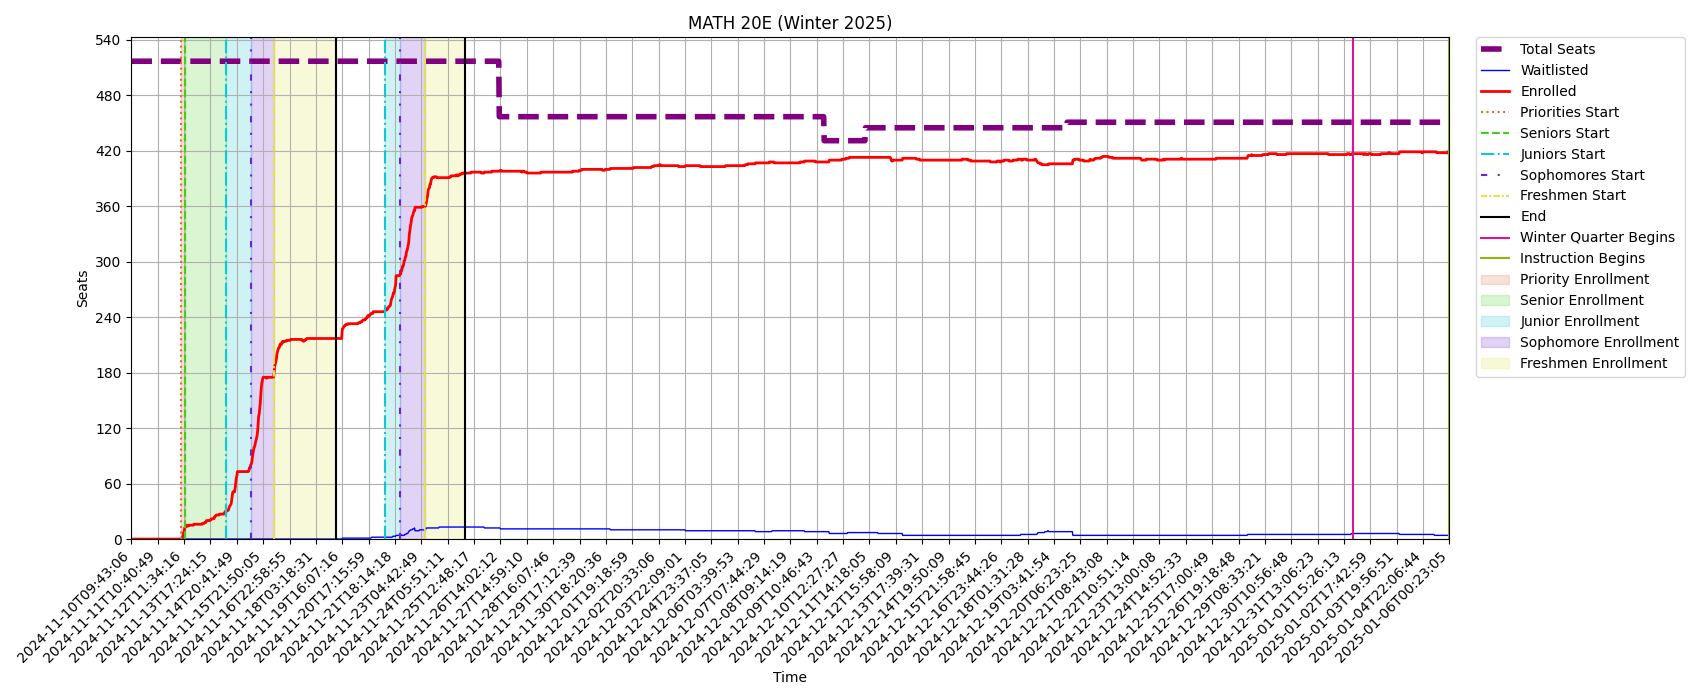 MATH 20E (Winter 2025)
Seats
540
480
420
360
300
240
180
120
60
0
2024-11-10T09:43:06
2024-11-11T10:40:49
2024-11-12T11:34:16
2024-11-13T17:24:15
2024-11-14T20:41:49
2024-11-15T21:50:05
2024-11-16T22:58:55
2024-11-18T03:18:31
2024-11-19T16:07:16
2024-11-20T17:15:59
2024-11-21T18:14:18
2024-11-23T04:42:49
2024-11-24T05:51:11
2024-11-25T12:48:17
2024-11-26T14:02:12
2024-11-27T14:59:10
2024-11-28T16:07:46
2024-11-29T17:12:39
2024-11-30T18:20:36
2024-12-01T19:18:59
2024-12-02T20:33:06
2024-12-03T22:09:01
2024-12-04T23:37:05
2024-12-06T03:39:53
2024-12-07T07:44:29
2024-12-08T09:14:19
2024-12-09T10:46:43
2024-12-10T12:27:27
2024-12-11T14:18:05
2024-12-12T15:58:09
2024-12-13T17:39:31
2024-12-14T19:50:09
2024-12-15T21:58:45
2024-12-16T23:44:26
2024-12-18T01:31:28
2024-12-19T03:41:54
2024-12-20T06:23:25
2024-12-21T08:43:08
2024-12-22T10:51:14
2024-12-23T13:00:08
2024-12-24T14:52:33
2024-12-25T17:00:49
2024-12-26T19:18:48
2024-12-29T08:33:21
2024-12-30T10:56:48
2024-12-31T13:06:23
2025-01-01T15:26:13
2025-01-02T17:42:59
2025-01-03T19:56:51
2025-01-04T22:06:44
2025-01-06T00:23:05
Time
Total Seats
Waitlisted
Enrolled
Priorities Start
Seniors Start
Juniors Start
Sophomores Start
Freshmen Start
End
Winter Quarter Begins
Instruction Begins
Priority Enrollment
Senior Enrollment
Junior Enrollment
Sophomore Enrollment
Freshmen Enrollment